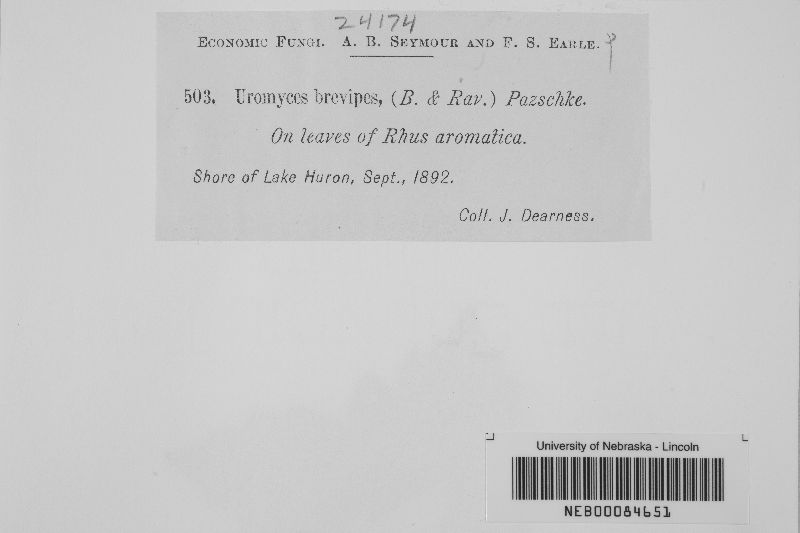 24174
Economic Fungi. A. B. Seymour and F. S. Earle.
503. Uromyces brevipes, (B. & Rav.) Pazschke.
On leaves of Rhus aromatica.
Shore of Lake Huron, Sept., 1892.
Coll. J. Dearness.
University of Nebraska - Lincoln
NEB00084651